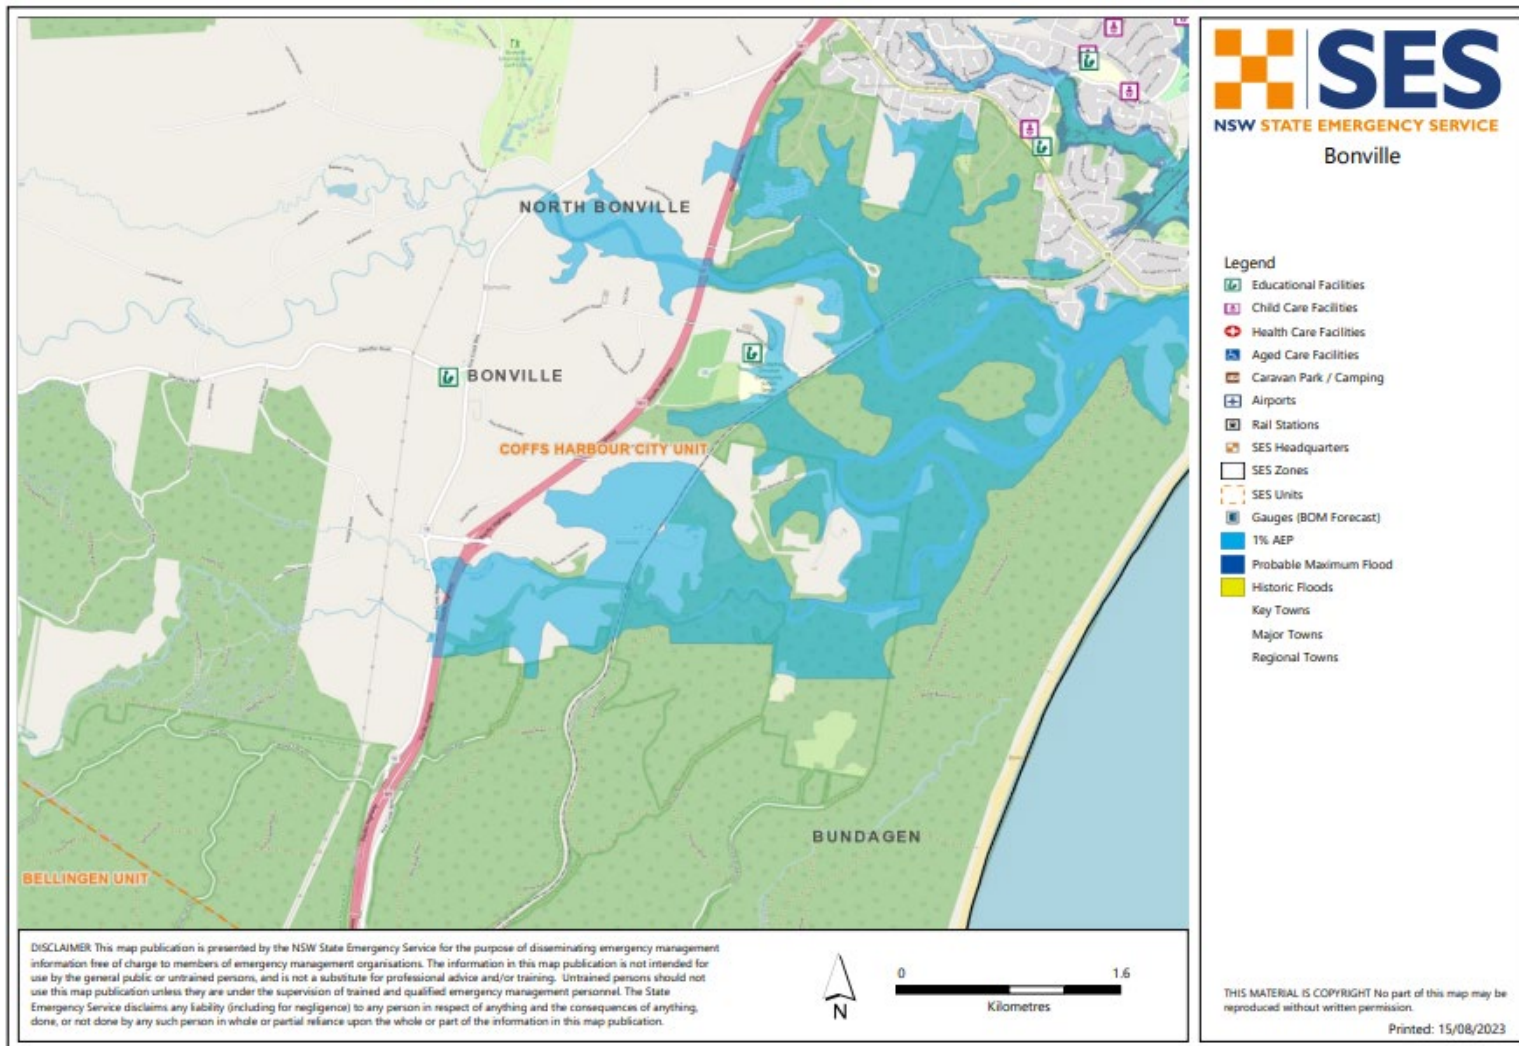 NORTH BONVILLE
BONVILLE
COFFS HARBOUR CITY UNIT
BUNDAGEN
BELLINGEN UNIT
SES
NSW STATE EMERGENCY SERVICE
Bonville
Legend
Educational Facilities
Child Care Facilities
Health Care Facilities
Aged Care Facilities
Caravan Park / Camping
Airports
Rail Stations
SES Headquarters
SES Zones
SES Units
Gauges (BOM Forecast)
1% AEP
Probable Maximum Flood
Historic Floods
Key Towns
Major Towns
Regional Towns
DISCLAIMER This map publication is presented by the NSW State Emergency Service for the purpose of disseminating emergency management
information free of charge to members of emergency management organisations. The information in this map publication is not intended for
use by the general public or untrained persons, and is not a substitute for professional advice and/or training. Untrained persons should not
use this map publication unless they are under the supervision of trained and qualified emergency management personnel. The State
Emergency Service disclaims any liability (including for negligence) to any person in respect of anything and the consequences of anything,
done, or not done by any such person in whole or partial reliance upon the whole or part of the information in this map publication.
N
0 1.6
Kilometres
THIS MATERIAL IS COPYRIGHT No part of this map may be
reproduced without written permission.
Printed: 15/08/2023